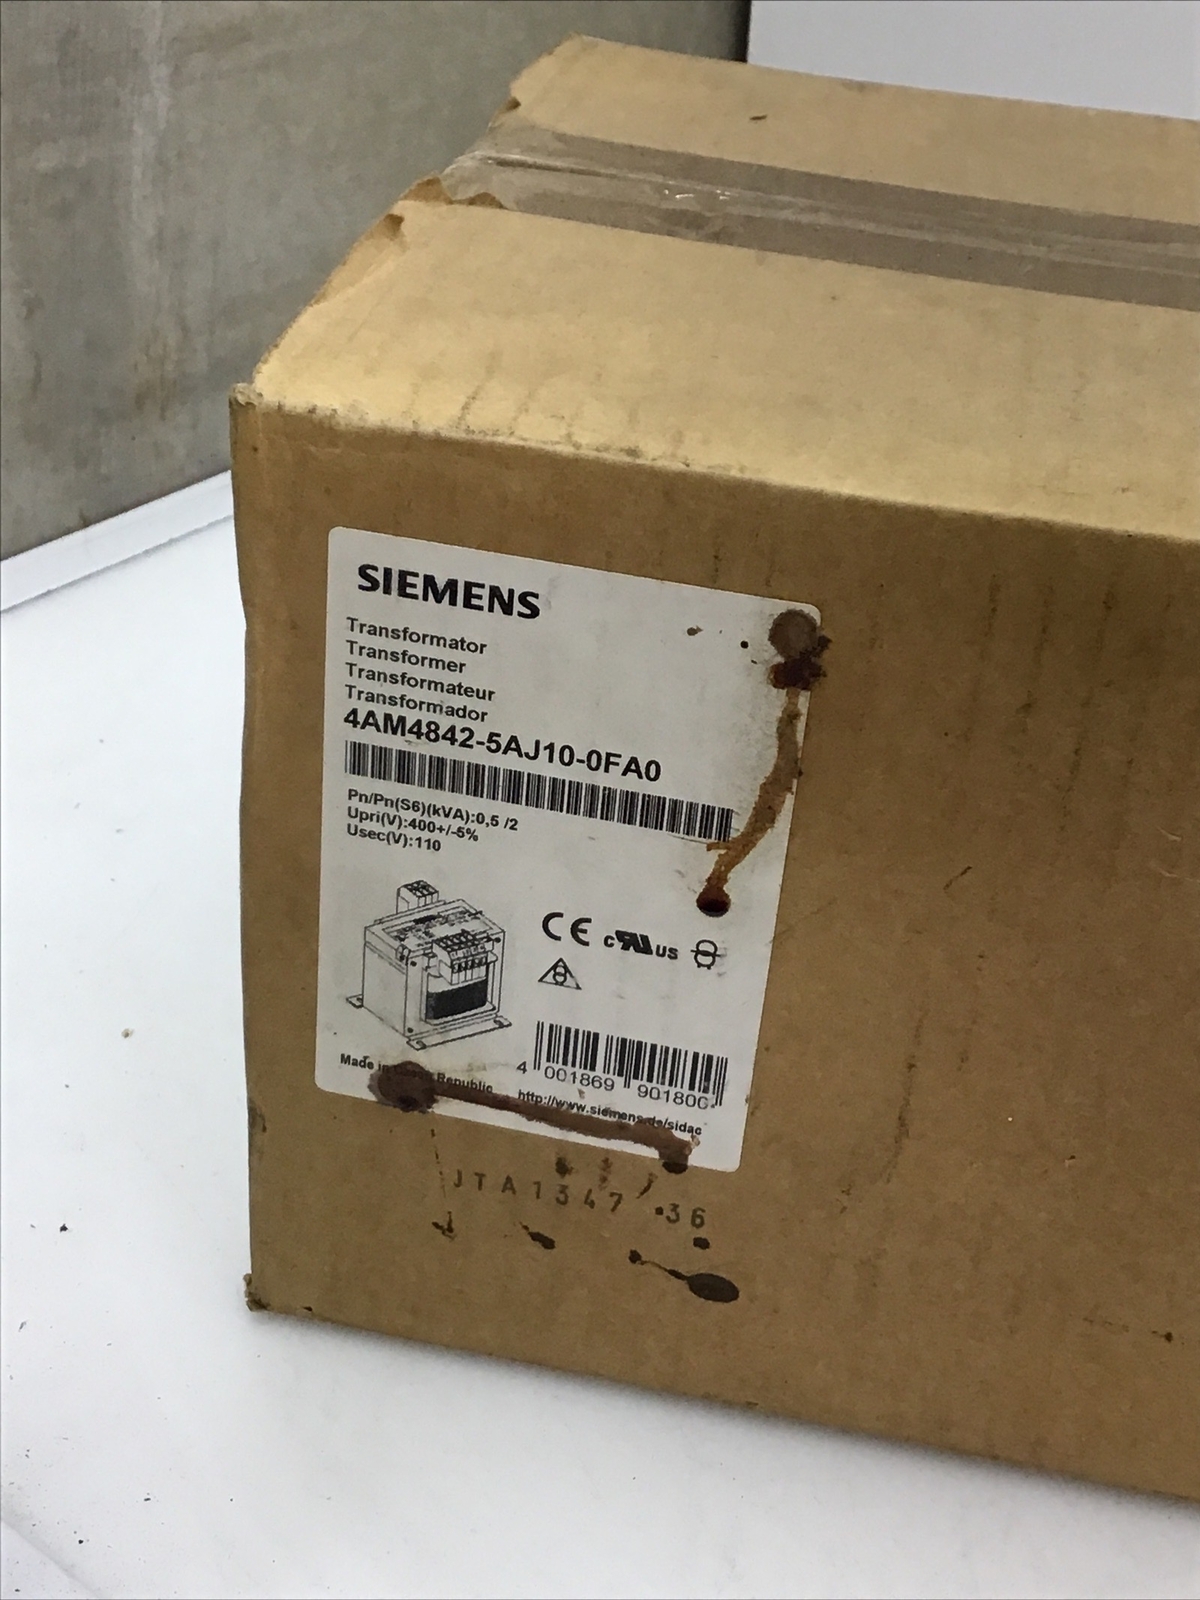 SIEMENS
Transformator
Transformer
Transformateur
Transformador
4AM4842-5AJ10-0FA0
Pn/Pn(S6)(kVA):0,5 /2
Upri(V):400+/-5%
Usec(V):110
CE c US
Made in Republic
4 001869 901806
http://www.siemens.de/sidac
JTA1347 36